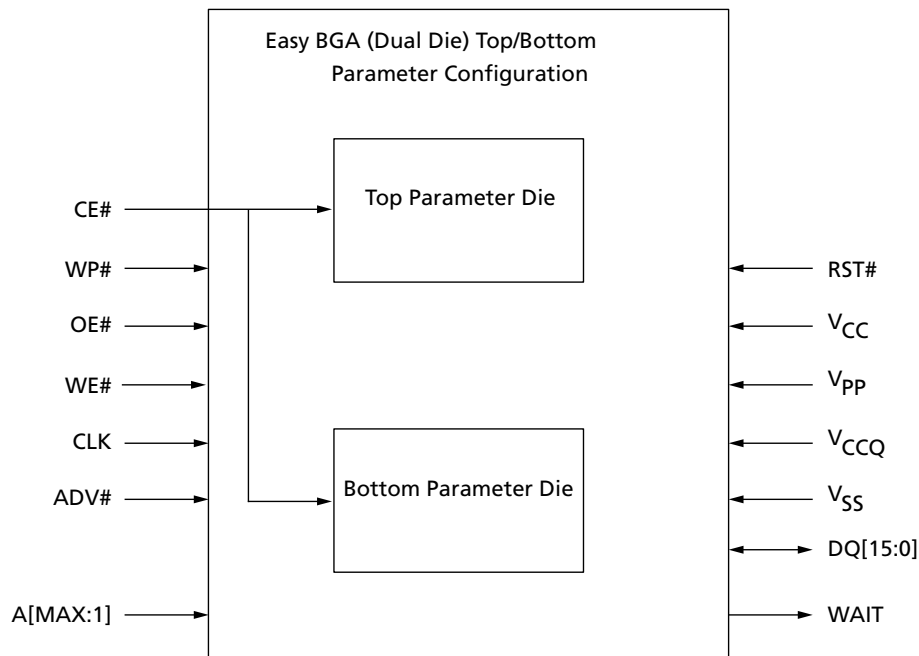 Easy BGA (Dual Die) Top/Bottom
Parameter Configuration
Top Parameter Die
Bottom Parameter Die
CE#
WP#
OE#
WE#
CLK
ADV#
A[MAX:1]
RST#
VCC
VPP
VCCQ
VSS
DQ[15:0]
WAIT